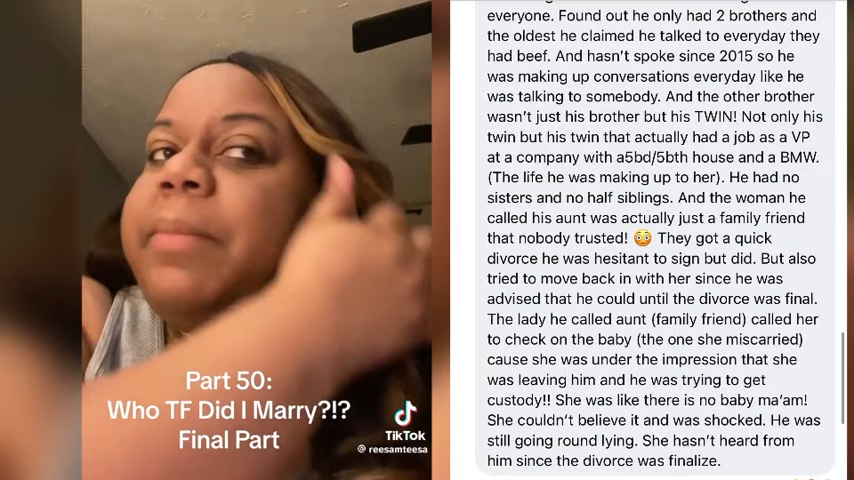 Part 50:
Who TF Did I Marry?!?
Final Part
TikTok
@ reesamteesa
everyone. Found out he only had 2 brothers and
the oldest he claimed he talked to everyday they
had beef. And hasn't spoke since 2015 so he
was making up conversations everyday like he
was talking to somebody. And the other brother
wasn't just his brother but his TWIN! Not only his
twin but his twin that actually had a job as a VP
at a company with a5bd/5bth house and a BMW.
(The life he was making up to her). He had no
sisters and no half siblings. And the woman he
called his aunt was actually just a family friend
that nobody trusted! 😳 They got a quick
divorce he was hesitant to sign but did. But also
tried to move back in with her since he was
advised that he could until the divorce was final.
The lady he called aunt (family friend) called her
to check on the baby (the one she miscarried)
cause she was under the impression that she
was leaving him and he was trying to get
custody!! She was like there is no baby ma'am!
She couldn't believe it and was shocked. He was
still going round lying. She hasn't heard from
him since the divorce was finalize.